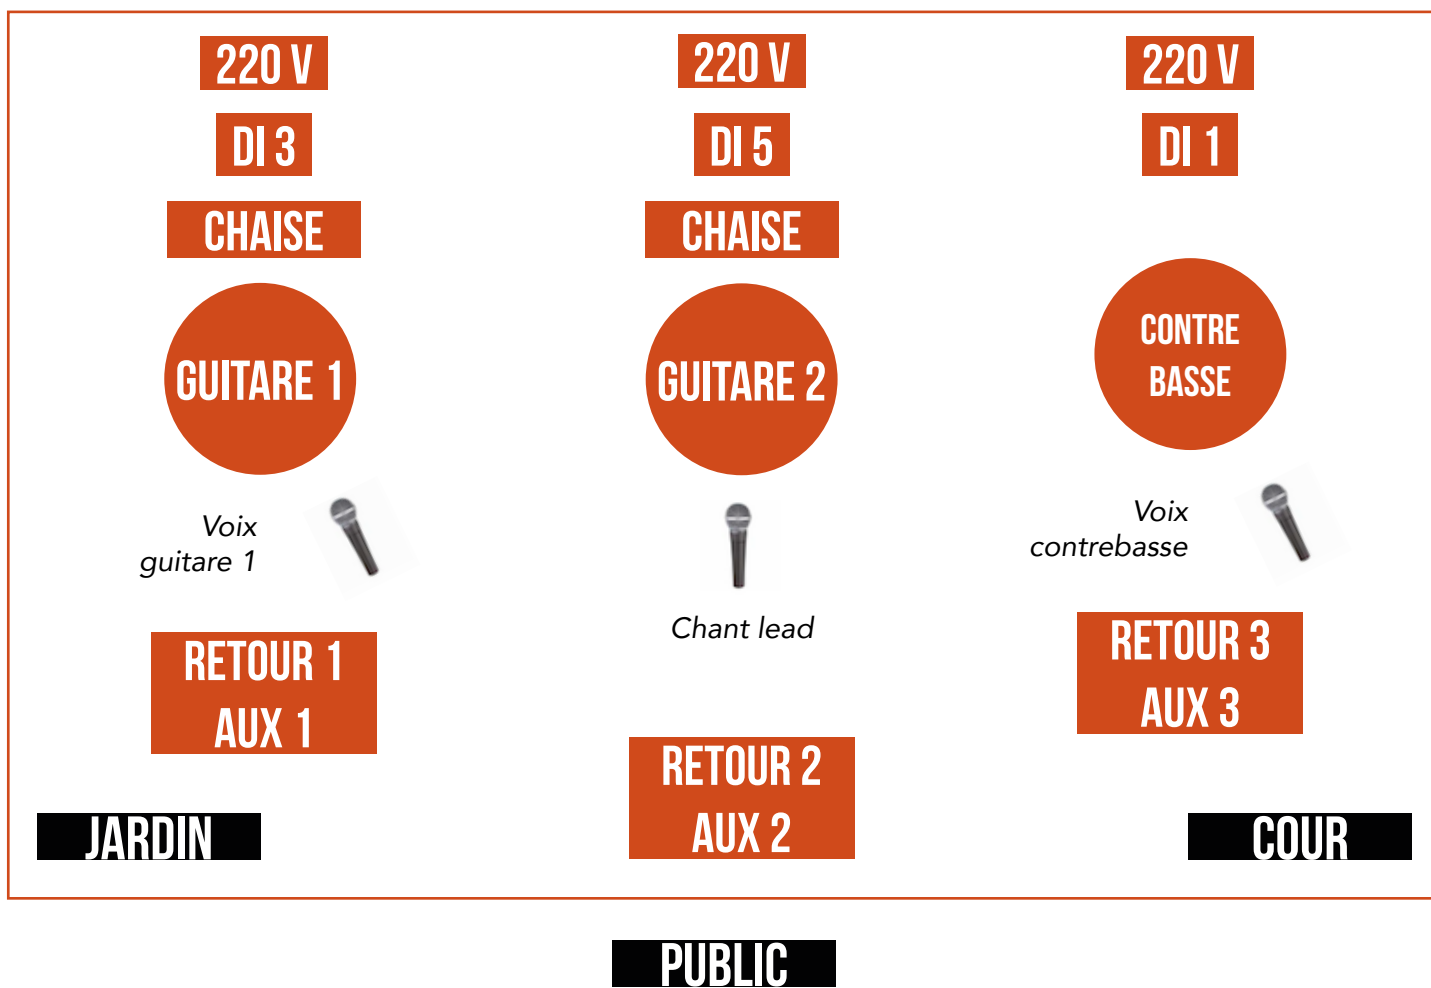 220 V
220 V
220 V
DI 3
DI 5
DI 1
CHAISE
CHAISE
GUITARE 1
GUITARE 2
CONTRE
BASSE
Voix
guitare 1
Chant lead
Voix
contrebasse
RETOUR 1
AUX 1
RETOUR 2
AUX 2
RETOUR 3
AUX 3
JARDIN
COUR
PUBLIC